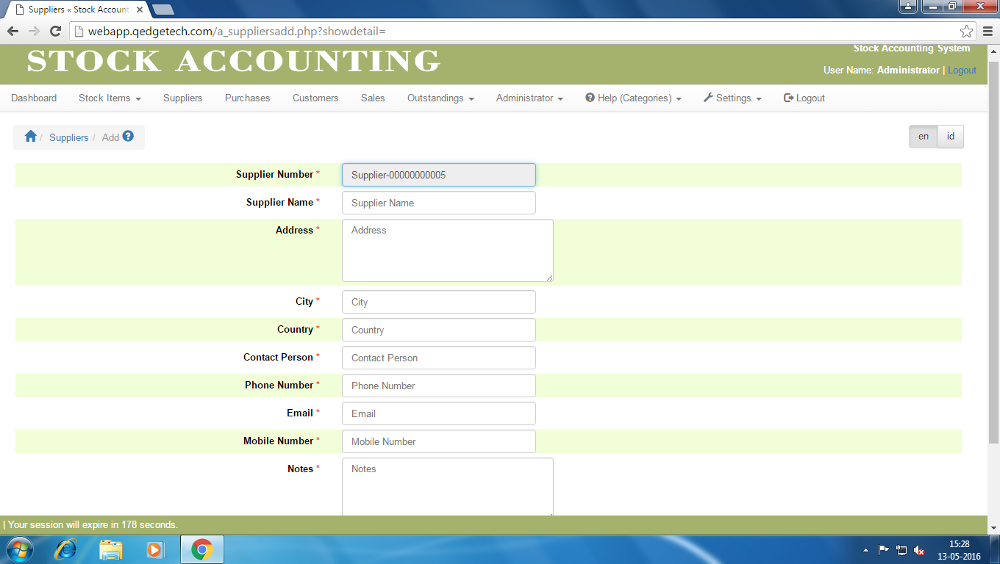 Suppliers « Stock Account
webapp.qedgetech.com/a_suppliersadd.php?showdetail=
STOCK ACCOUNTING
Stock Accounting System
User Name: Administrator | Logout
Dashboard Stock Items Suppliers Purchases Customers Sales Outstandings Administrator Help (Categories) Settings Logout
/ Suppliers / Add
en id
Supplier Number * Supplier-00000000005
Supplier Name * Supplier Name
Address * Address
City * City
Country * Country
Contact Person * Contact Person
Phone Number * Phone Number
Email * Email
Mobile Number * Mobile Number
Notes * Notes
| Your session will expire in 178 seconds.
15:28
13-05-2016